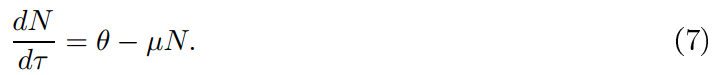 dN/dτ = θ − μN. (7)